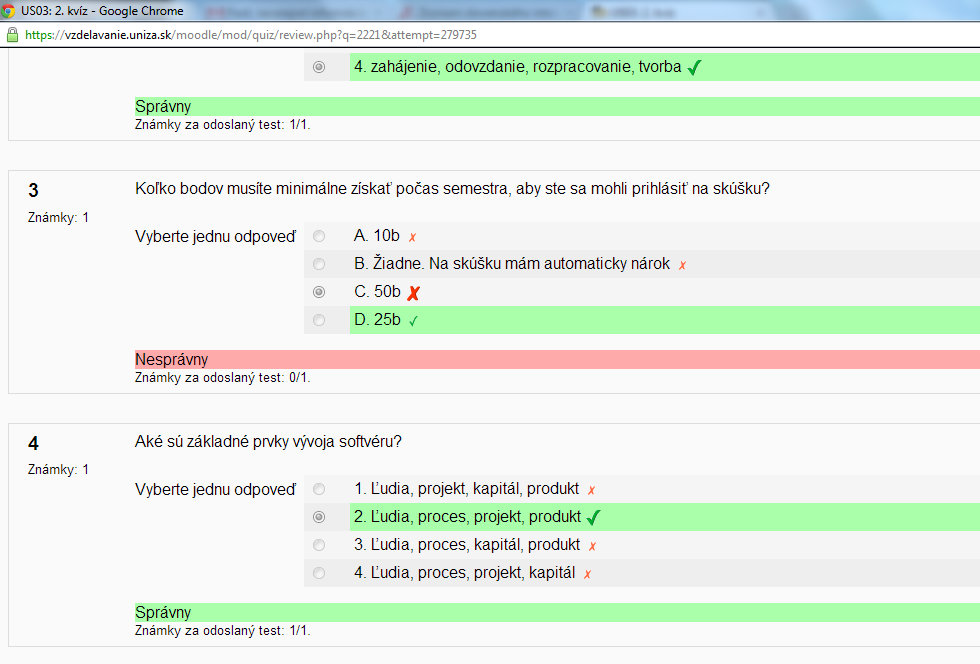 US03: 2. kvíz - Google Chrome
https://vzdelavanie.uniza.sk/moodle/mod/quiz/review.php?q=2221&attempt=279735
4. zahájenie, odovzdanie, rozpracovanie, tvorba ✓
Správny
Známky za odoslaný test: 1/1.
3
Koľko bodov musíte minimálne získať počas semestra, aby ste sa mohli prihlásiť na skúšku?
Známky: 1
Vyberte jednu odpoveď
A. 10b ✗
B. Žiadne. Na skúšku mám automaticky nárok ✗
C. 50b ✗
D. 25b ✓
Nesprávny
Známky za odoslaný test: 0/1.
4
Aké sú základné prvky vývoja softvéru?
Známky: 1
Vyberte jednu odpoveď
1. Ľudia, projekt, kapitál, produkt ✗
2. Ľudia, proces, projekt, produkt ✓
3. Ľudia, proces, kapitál, produkt ✗
4. Ľudia, proces, projekt, kapitál ✗
Správny
Známky za odoslaný test: 1/1.